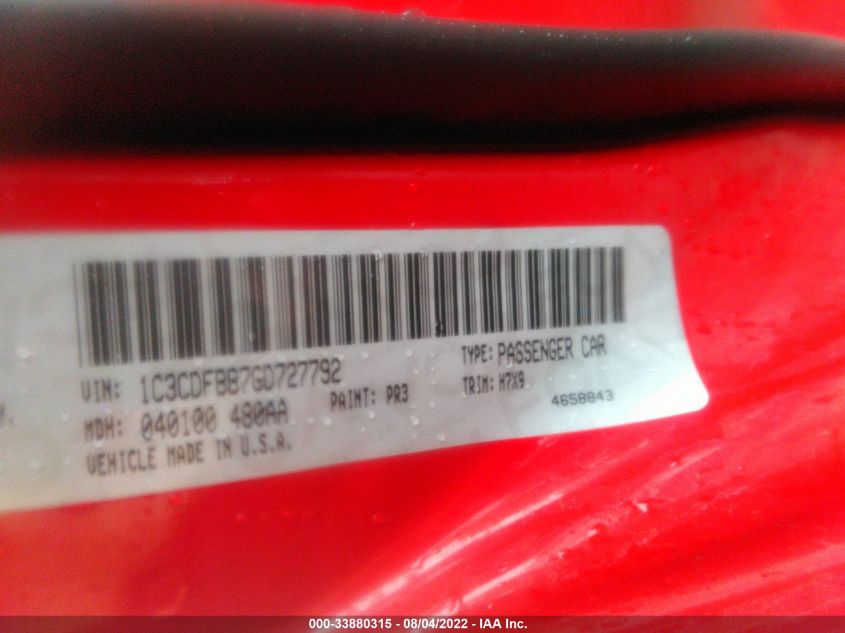 VIN: 1C3CDFBB7GD727792
TYPE: PASSENGER CAR
MDH: 040100 480AA
PAINT: PR3
TRIM: H7X9
VEHICLE MADE IN U.S.A.
4658843
000-33880315 - 08/04/2022 - IAA Inc.